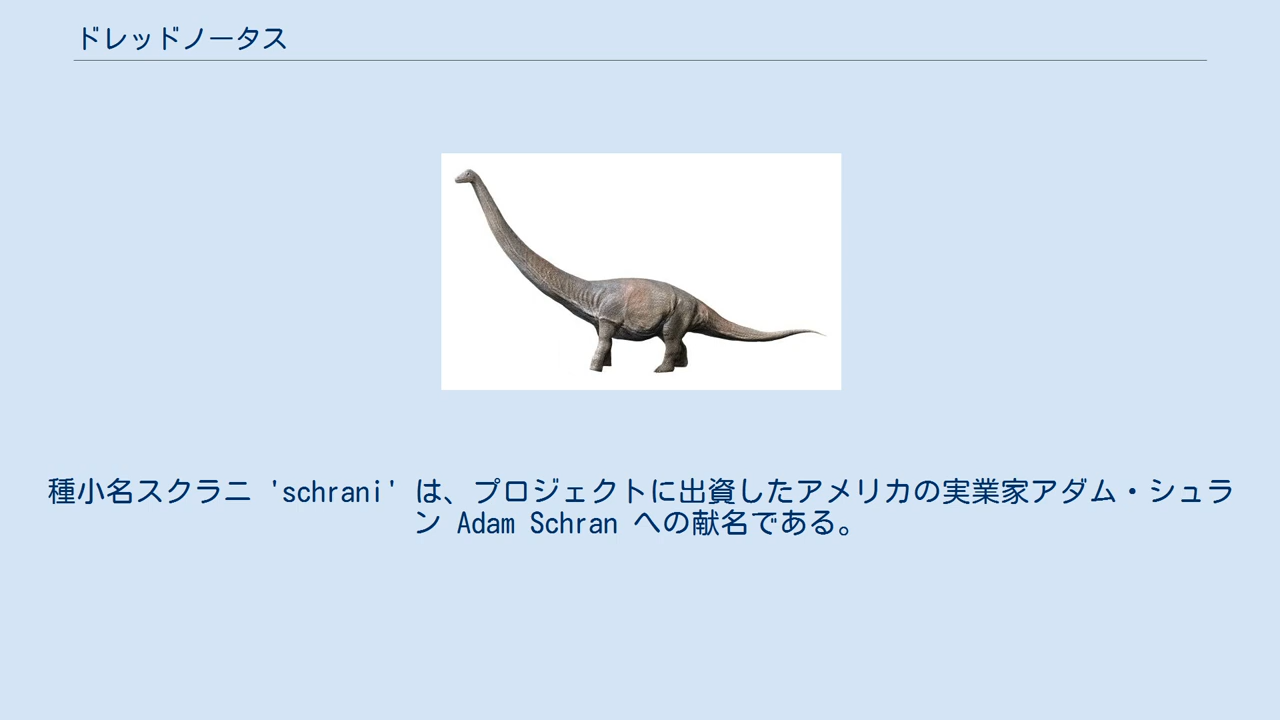 ドレッドノータス
種小名スクラニ 'schrani' は、プロジェクトに出資したアメリカの実業家アダム・シュラ
ン Adam Schran への献名である。